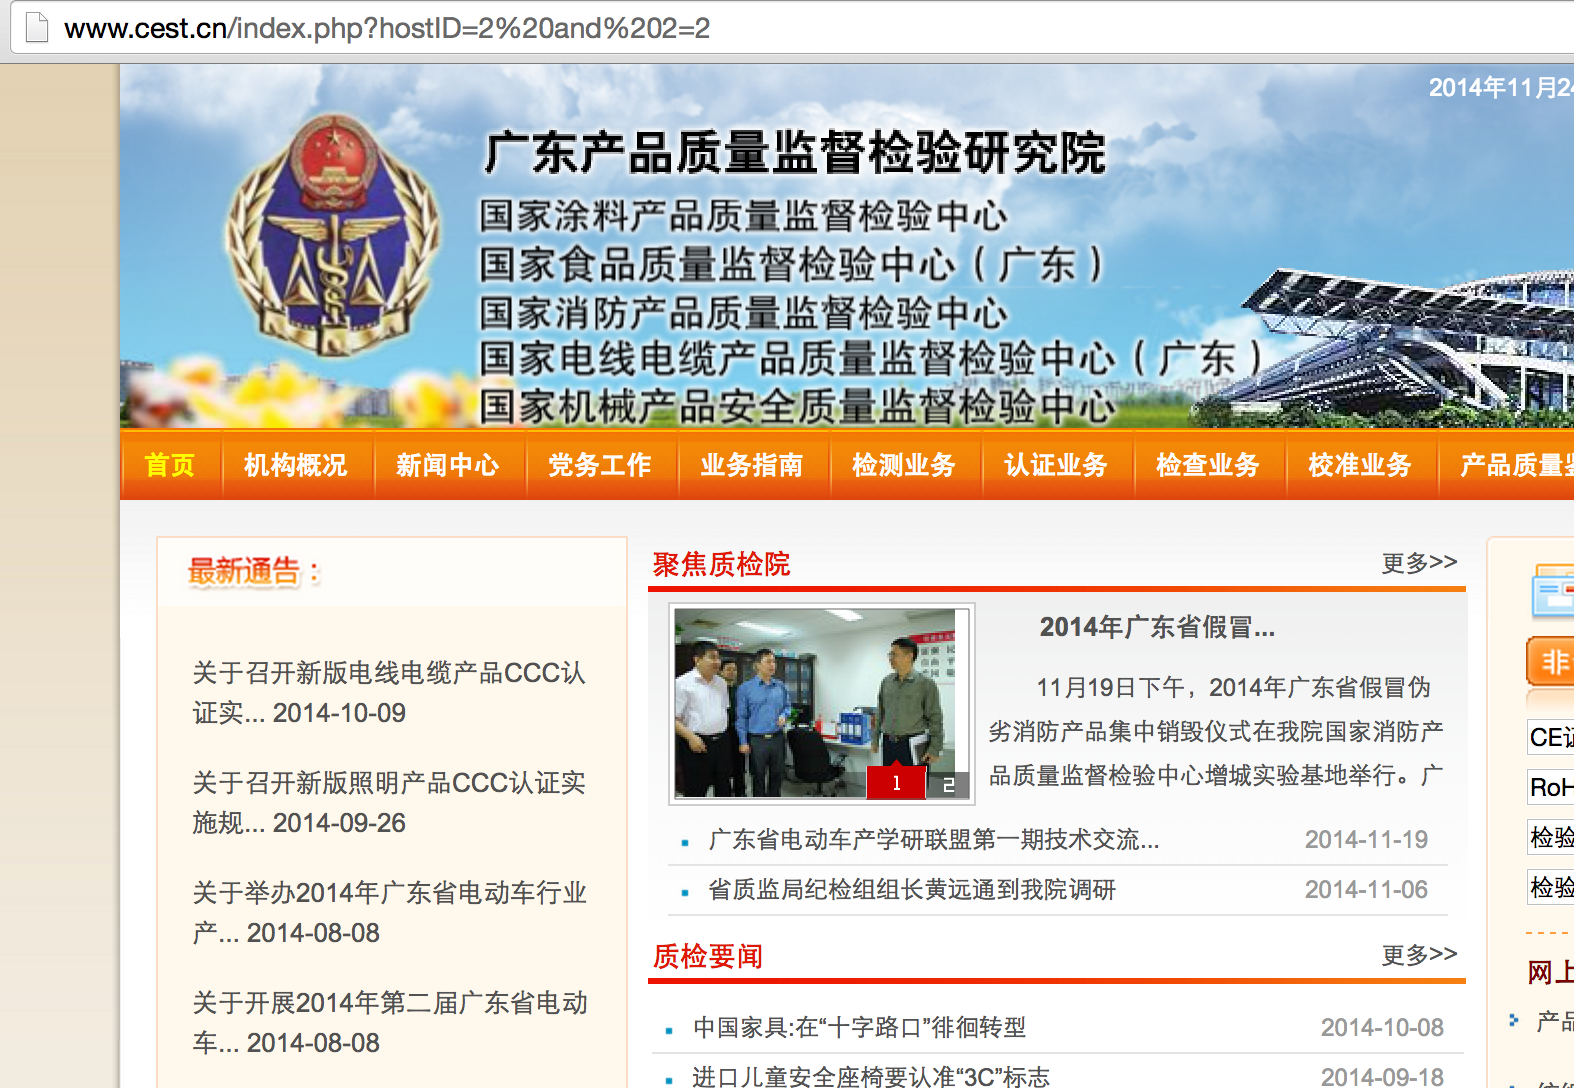 www.cest.cn/index.php?hostID=2%20and%202=2
2014年11月24
广东产品质量监督检验研究院
国家涂料产品质量监督检验中心
国家食品质量监督检验中心（广东）
国家消防产品质量监督检验中心
国家电线电缆产品质量监督检验中心（广东）
国家机械产品安全质量监督检验中心
首页 机构概况 新闻中心 党务工作 业务指南 检测业务 认证业务 检查业务 校准业务 产品质量监
最新通告：
关于召开新版电线电缆产品CCC认
证实... 2014-10-09
关于召开新版照明产品CCC认证实
施规... 2014-09-26
关于举办2014年广东省电动车行业
产... 2014-08-08
关于开展2014年第二届广东省电动
车... 2014-08-08
聚焦质检院 更多>>
2014年广东省假冒...
11月19日下午，2014年广东省假冒伪
劣消防产品集中销毁仪式在我院国家消防产
品质量监督检验中心增城实验基地举行。广
1 2
广东省电动车产学研联盟第一期技术交流... 2014-11-19
省质监局纪检组组长黄远通到我院调研 2014-11-06
质检要闻 更多>>
中国家具:在“十字路口”徘徊转型 2014-10-08
进口儿童安全座椅要认准“3C”标志 2014-09-18
非
CE证
RoH
检验
检验
网上
产品